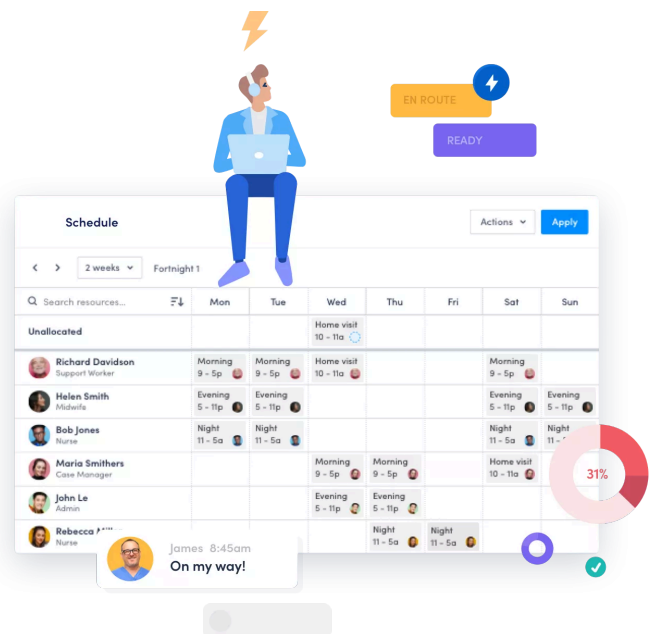 EN ROUTE
READY
Schedule
Actions
Apply
2 weeks
Fortnight 1
Search resources...
Mon Tue Wed Thu Fri Sat Sun
Unallocated
Home visit
10 - 11a
Richard Davidson
Support Worker
Morning Morning Home visit Morning
9 - 5p 9 - 5p 10 - 11a 9 - 5p
Helen Smith
Midwife
Evening Evening Evening Evening
5 - 11p 5 - 11p 5 - 11p 5 - 11p
Bob Jones
Nurse
Night Night Night Night
11 - 5a 11 - 5a 11 - 5a 11 -
Maria Smithers
Case Manager
Morning Morning Home visit
9 - 5p 9 - 5p 10 - 11a
31%
John Le
Admin
Evening Evening
5 - 11p 5 - 11p
Rebecca
Nurse
Night Night
11 - 5a 11 - 5a
James 8:45am
On my way!